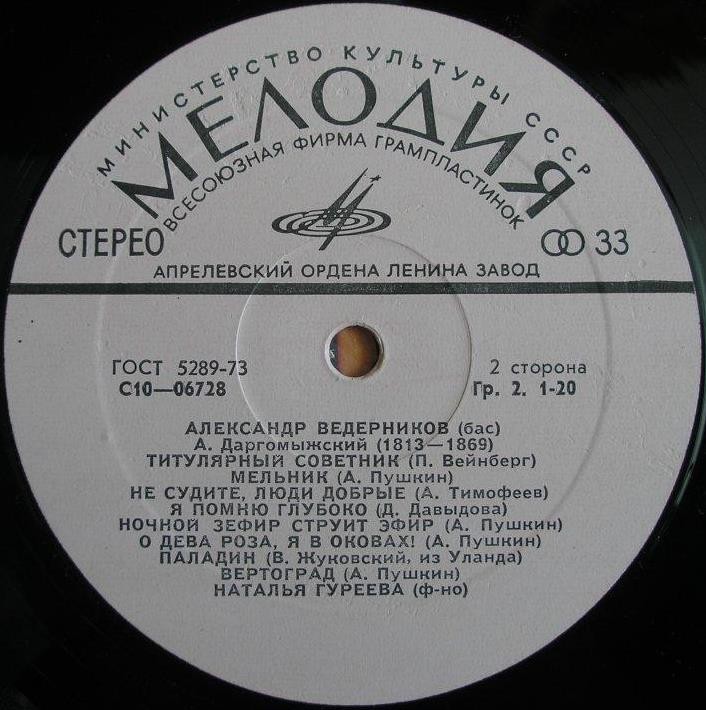 МИНИСТЕРСТВО КУЛЬТУРЫ СССР
МЕЛОДИЯ
ВСЕСОЮЗНАЯ ФИРМА ГРАМПЛАСТИНОК
СТЕРЕО
33
АПРЕЛЕВСКИЙ ОРДЕНА ЛЕНИНА ЗАВОД
ГОСТ 5289-73
2 сторона
С10—06728
Гр. 2. 1-20
АЛЕКСАНДР ВЕДЕРНИКОВ (бас)
А. Даргомыжский (1813—1869)
ТИТУЛЯРНЫЙ СОВЕТНИК (П. Вейнберг)
МЕЛЬНИК (А. Пушкин)
НЕ СУДИТЕ, ЛЮДИ ДОБРЫЕ (А. Тимофеев)
Я ПОМНЮ ГЛУБОКО (Д. Давыдова)
НОЧНОЙ ЗЕФИР СТРУИТ ЭФИР (А. Пушкин)
О ДЕВА РОЗА, Я В ОКОВАХ! (А. Пушкин)
ПАЛАДИН (В. Жуковский, из Уланда)
ВЕРТОГРАД (А. Пушкин)
НАТАЛЬЯ ГУРЕЕВА (ф-но)